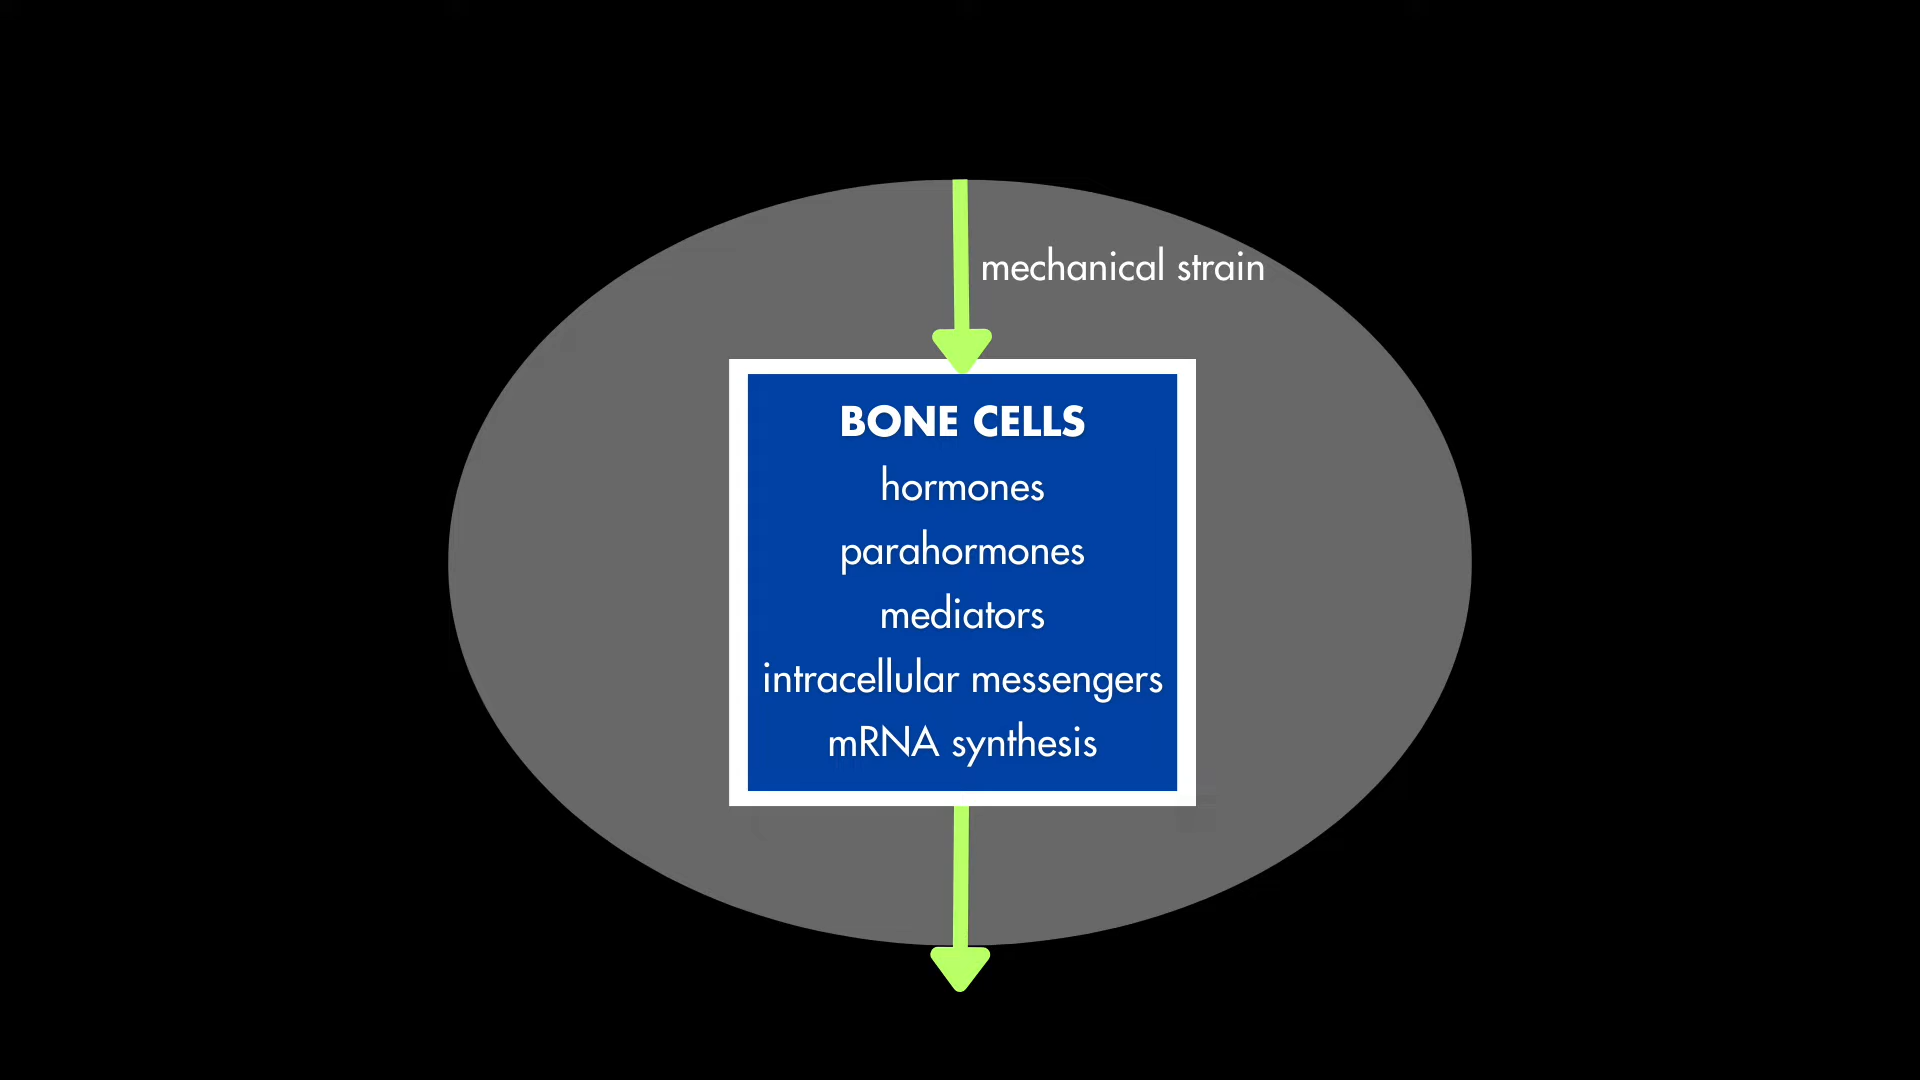 mechanical strain
BONE CELLS
hormones
parahormones
mediators
intracellular messengers
mRNA synthesis